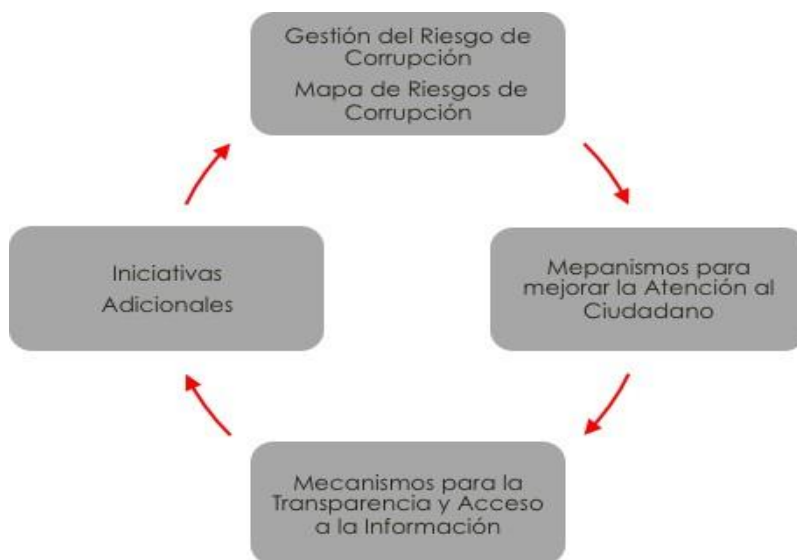 Gestión del Riesgo de
Corrupción
Mapa de Riesgos de
Corrupción
Mepanismos para
mejorar la Atención al
Ciudadano
Mecanismos para la
Transparencia y Acceso
a la Información
Iniciativas
Adicionales